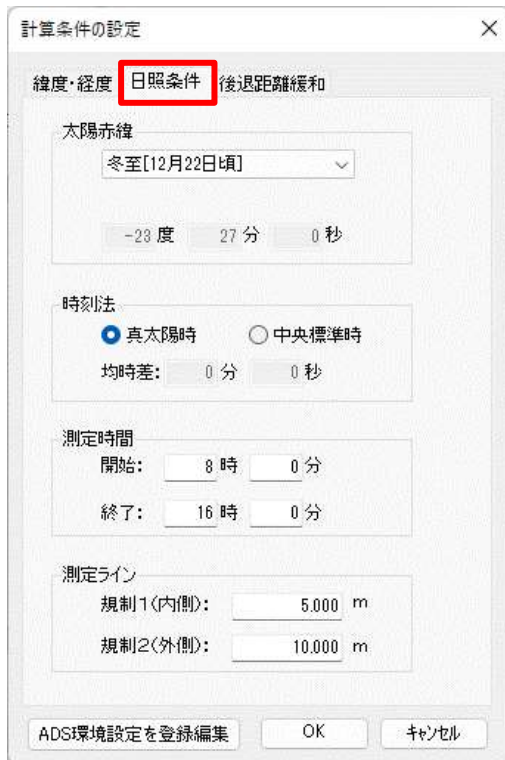 計算条件の設定
緯度・経度 日照条件 後退距離緩和
太陽赤緯
冬至[12月22日頃]
-23 度 27 分 0 秒
時刻法
真太陽時 中央標準時
均時差: 0 分 0 秒
測定時間
開始: 8 時 0 分
終了: 16 時 0 分
測定ライン
規制1(内側): 5.000 m
規制2(外側): 10.000 m
ADS環境設定を登録編集 OK キャンセル